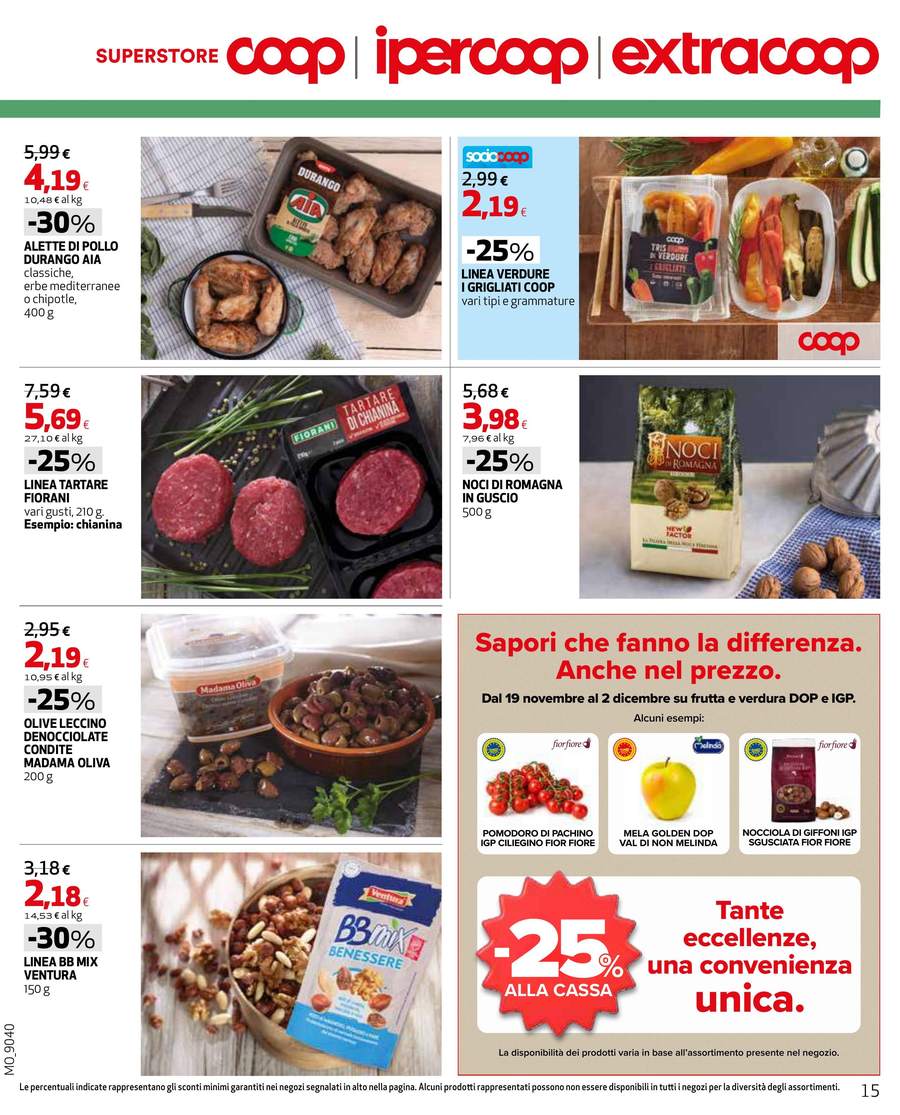 SUPERSTORE coop | ipercoop | extracoop
5,99 €
4,19 €
10,48 € al kg
-30%
ALETTE DI POLLO
DURANGO AIA
classiche,
erbe mediterranee
o chipotle,
400 g
DURANGO
AIA
sociocoop
2,99 €
2,19 €
-25%
LINEA VERDURE
I GRIGLIATI COOP
vari tipi e grammature
coop
TRIS
DI VERDURE
I GRIGLIATI
coop
7,59 €
5,69 €
27,10 € al kg
-25%
LINEA TARTARE
FIORANI
vari gusti, 210 g.
Esempio: chianina
FIORANI
TARTARE
DI CHIANINA
5,68 €
3,98 €
7,96 € al kg
-25%
NOCI DI ROMAGNA
IN GUSCIO
500 g
NOCI
DI ROMAGNA
NEW FACTOR
2,95 €
2,19 €
10,95 € al kg
-25%
OLIVE LECCINO
DENOCCIOLATE
CONDITE
MADAMA OLIVA
200 g
Madama Oliva
3,18 €
2,18 €
14,53 € al kg
-30%
LINEA BB MIX
VENTURA
150 g
Ventura
BBmix
BENESSERE
Sapori che fanno la differenza.
Anche nel prezzo.
Dal 19 novembre al 2 dicembre su frutta e verdura DOP e IGP.
Alcuni esempi:
fiorfiore
POMODORO DI PACHINO
IGP CILIEGINO FIOR FIORE
Melinda
MELA GOLDEN DOP
VAL DI NON MELINDA
fiorfiore
NOCCIOLA DI GIFFONI IGP
SGUSCIATA FIOR FIORE
-25%
ALLA CASSA
Tante
eccellenze,
una convenienza
unica.
La disponibilità dei prodotti varia in base all'assortimento presente nel negozio.
MO_9040
Le percentuali indicate rappresentano gli sconti minimi garantiti nei negozi segnalati in alto nella pagina. Alcuni prodotti rappresentati possono non essere disponibili in tutti i negozi per la diversità degli assortimenti.
15